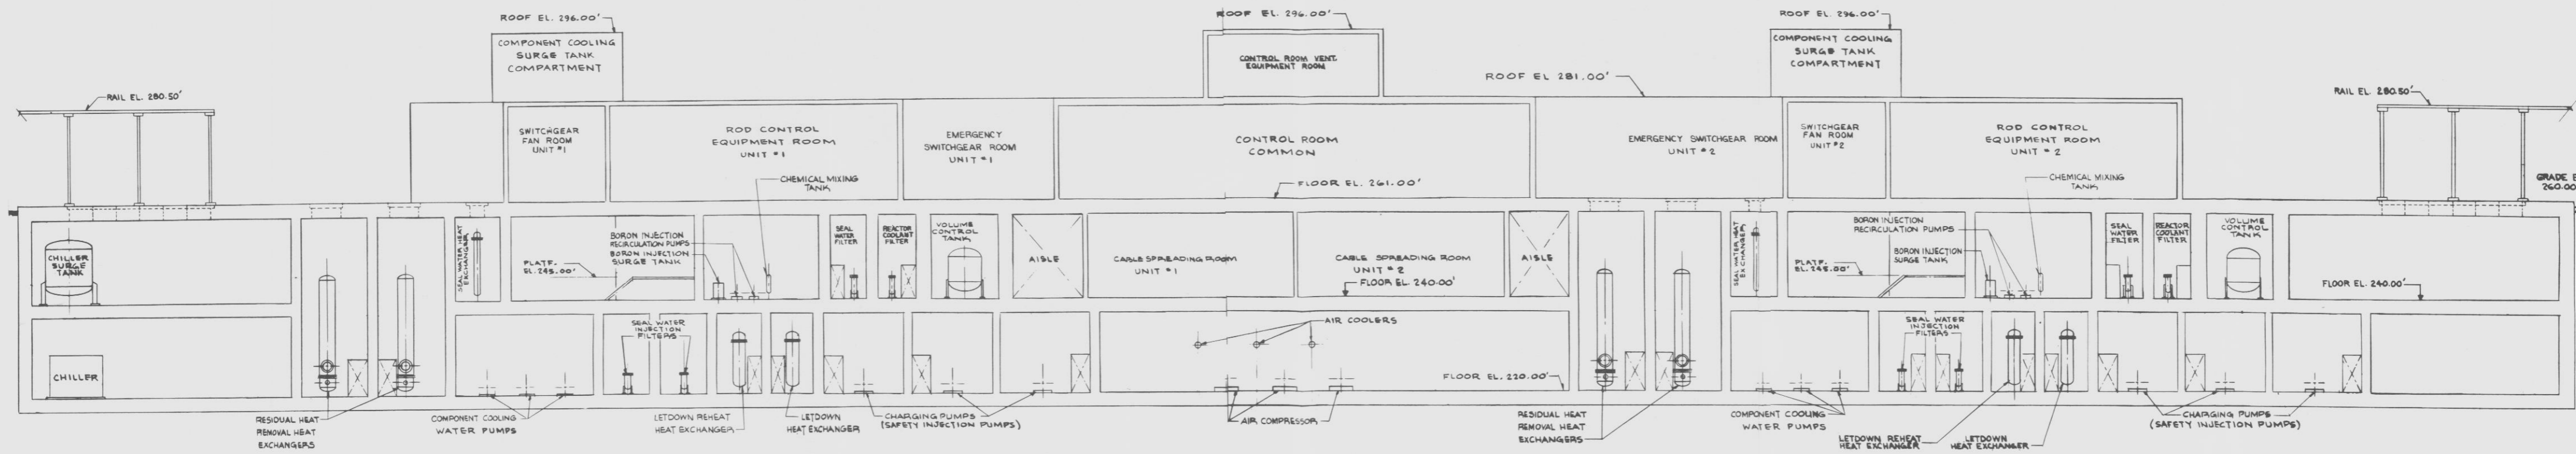 ROOF EL. 296.00'
ROOF EL. 296.00'
ROOF EL. 296.00'
COMPONENT COOLING
SURGE TANK
COMPARTMENT
CONTROL ROOM VENT.
EQUIPMENT ROOM
COMPONENT COOLING
SURGE TANK
COMPARTMENT
ROOF EL 281.00'
RAIL EL. 280.50'
RAIL EL. 280.50'
SWITCHGEAR
FAN ROOM
UNIT #1
ROD CONTROL
EQUIPMENT ROOM
UNIT #1
EMERGENCY
SWITCHGEAR ROOM
UNIT #1
CONTROL ROOM
COMMON
EMERGENCY SWITCHGEAR ROOM
UNIT #2
SWITCHGEAR
FAN ROOM
UNIT #2
ROD CONTROL
EQUIPMENT ROOM
UNIT #2
CHEMICAL MIXING
TANK
FLOOR EL. 261.00'
CHEMICAL MIXING
TANK
GRADE E
260.00
CHILLER
SURGE
TANK
SEAL WATER HEAT
EXCHANGER
PLATF.
EL. 245.00'
BORON INJECTION
RECIRCULATION PUMPS
BORON INJECTION
SURGE TANK
SEAL
WATER
FILTER
REACTOR
COOLANT
FILTER
VOLUME
CONTROL
TANK
AISLE
CABLE SPREADING ROOM
UNIT #1
CABLE SPREADING ROOM
UNIT #2
FLOOR EL. 240.00'
AISLE
SEAL WATER HEAT
EXCHANGER
PLATF.
EL. 245.00'
BORON INJECTION
RECIRCULATION PUMPS
BORON INJECTION
SURGE TANK
SEAL
WATER
FILTER
REACTOR
COOLANT
FILTER
VOLUME
CONTROL
TANK
FLOOR EL. 240.00'
CHILLER
SEAL WATER
INJECTION
FILTERS
AIR COOLERS
FLOOR EL. 220.00'
SEAL WATER
INJECTION
FILTERS
RESIDUAL HEAT
REMOVAL HEAT
EXCHANGERS
COMPONENT COOLING
WATER PUMPS
LETDOWN REHEAT
HEAT EXCHANGER
LETDOWN
HEAT EXCHANGER
CHARGING PUMPS
(SAFETY INJECTION PUMPS)
AIR COMPRESSOR
RESIDUAL HEAT
REMOVAL HEAT
EXCHANGERS
COMPONENT COOLING
WATER PUMPS
LETDOWN REHEAT
HEAT EXCHANGER
LETDOWN
HEAT EXCHANGER
CHARGING PUMPS
(SAFETY INJECTION PUMPS)